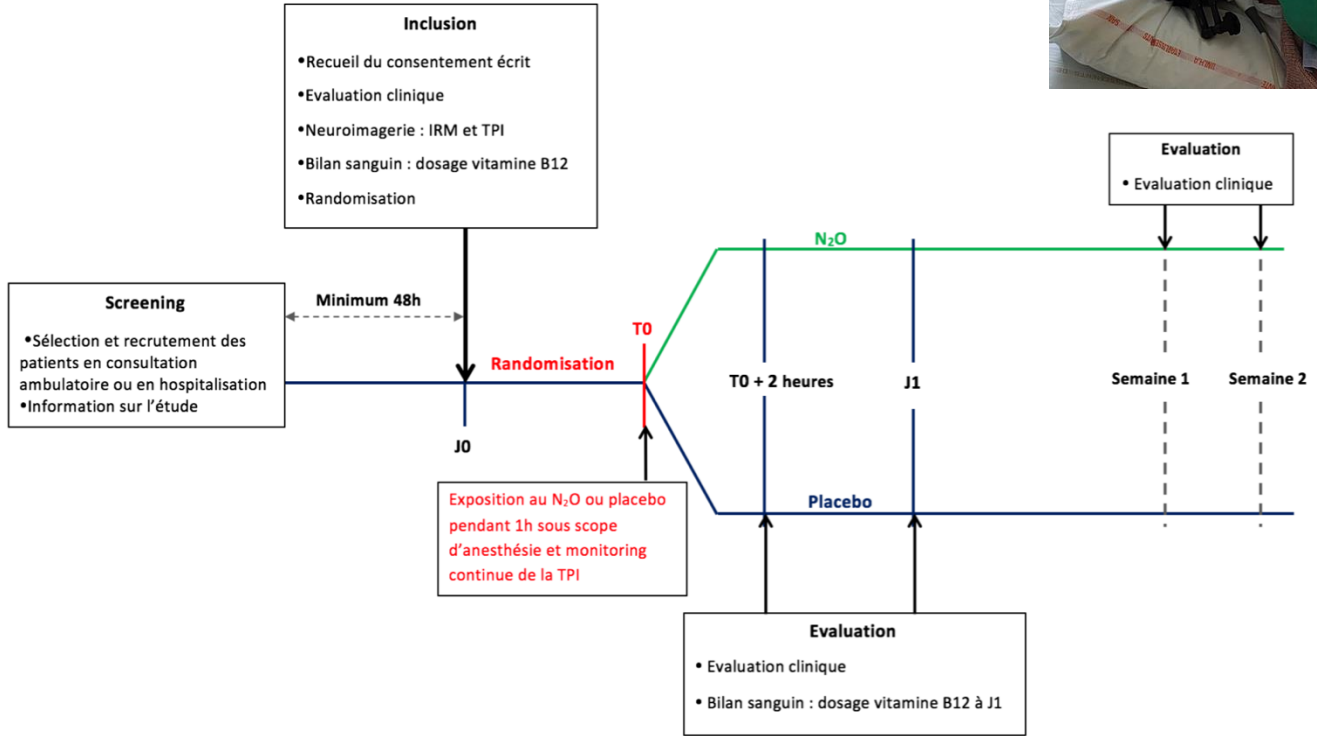 Inclusion
•Recueil du consentement écrit
•Evaluation clinique
•Neuroimagerie : IRM et TPI
•Bilan sanguin : dosage vitamine B12
•Randomisation
Evaluation
• Evaluation clinique
Screening
•Sélection et recrutement des
patients en consultation
ambulatoire ou en hospitalisation
•Information sur l’étude
Minimum 48h
N₂O
T0
Randomisation
T0 + 2 heures
J1
Semaine 1
Semaine 2
J0
Exposition au N₂O ou placebo
pendant 1h sous scope
d’anesthésie et monitoring
continue de la TPI
Placebo
Evaluation
• Evaluation clinique
• Bilan sanguin : dosage vitamine B12 à J1